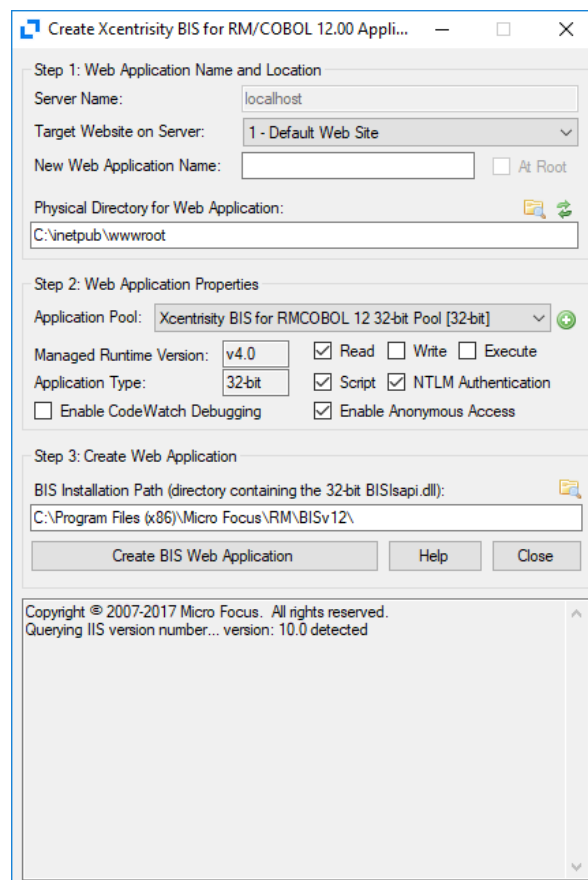 Create Xcentrisity BIS for RM/COBOL 12.00 Appli...
Step 1: Web Application Name and Location
Server Name: localhost
Target Website on Server: 1 - Default Web Site
New Web Application Name: At Root
Physical Directory for Web Application:
C:\inetpub\wwwroot
Step 2: Web Application Properties
Application Pool: Xcentrisity BIS for RMCOBOL 12 32-bit Pool [32-bit]
Managed Runtime Version: v4.0 Read Write Execute
Application Type: 32-bit Script NTLM Authentication
Enable CodeWatch Debugging Enable Anonymous Access
Step 3: Create Web Application
BIS Installation Path (directory containing the 32-bit BISIsapi.dll):
C:\Program Files (x86)\Micro Focus\RM\BISv12\
Create BIS Web Application Help Close
Copyright © 2007-2017 Micro Focus. All rights reserved.
Querying IIS version number... version: 10.0 detected